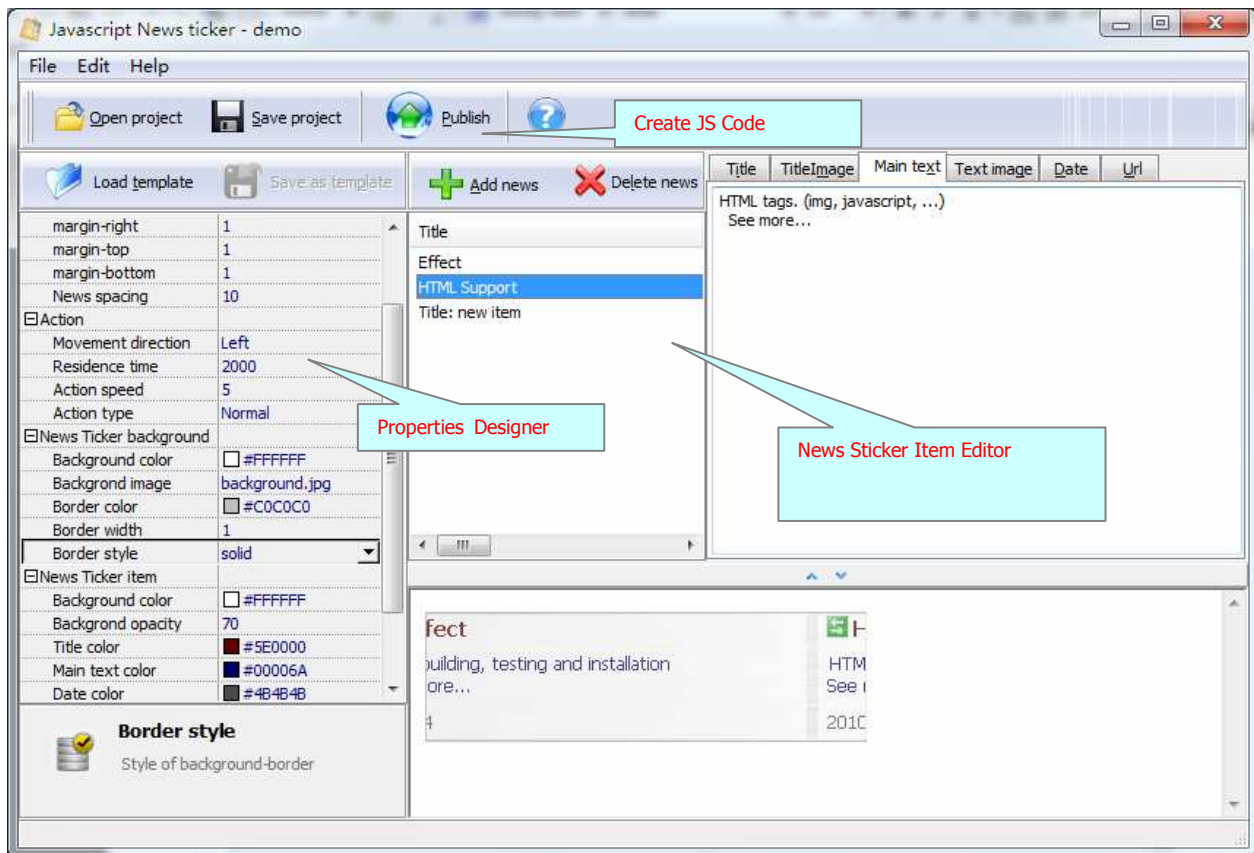 Javascript News ticker - demo
File Edit Help
Open project Save project Publish
Create JS Code
Load template Save as template
Add news Delete news
Title TitleImage Main text Text image Date Url
margin-right 1
margin-top 1
margin-bottom 1
News spacing 10
Action
Movement direction Left
Residence time 2000
Action speed 5
Action type Normal
News Ticker background
Background color #FFFFFF
Backgrond image background.jpg
Border color #C0C0C0
Border width 1
Border style solid
News Ticker item
Background color #FFFFFF
Backgrond opacity 70
Title color #5E0000
Main text color #00006A
Date color #4B4B4B
Title
Effect
HTML Support
Title: new item
HTML tags. (img, javascript, ...)
See more...
Properties Designer
News Sticker Item Editor
Border style
Style of background-border
fect
uilding, testing and installation
ore...
4
H
HTM
See
2010